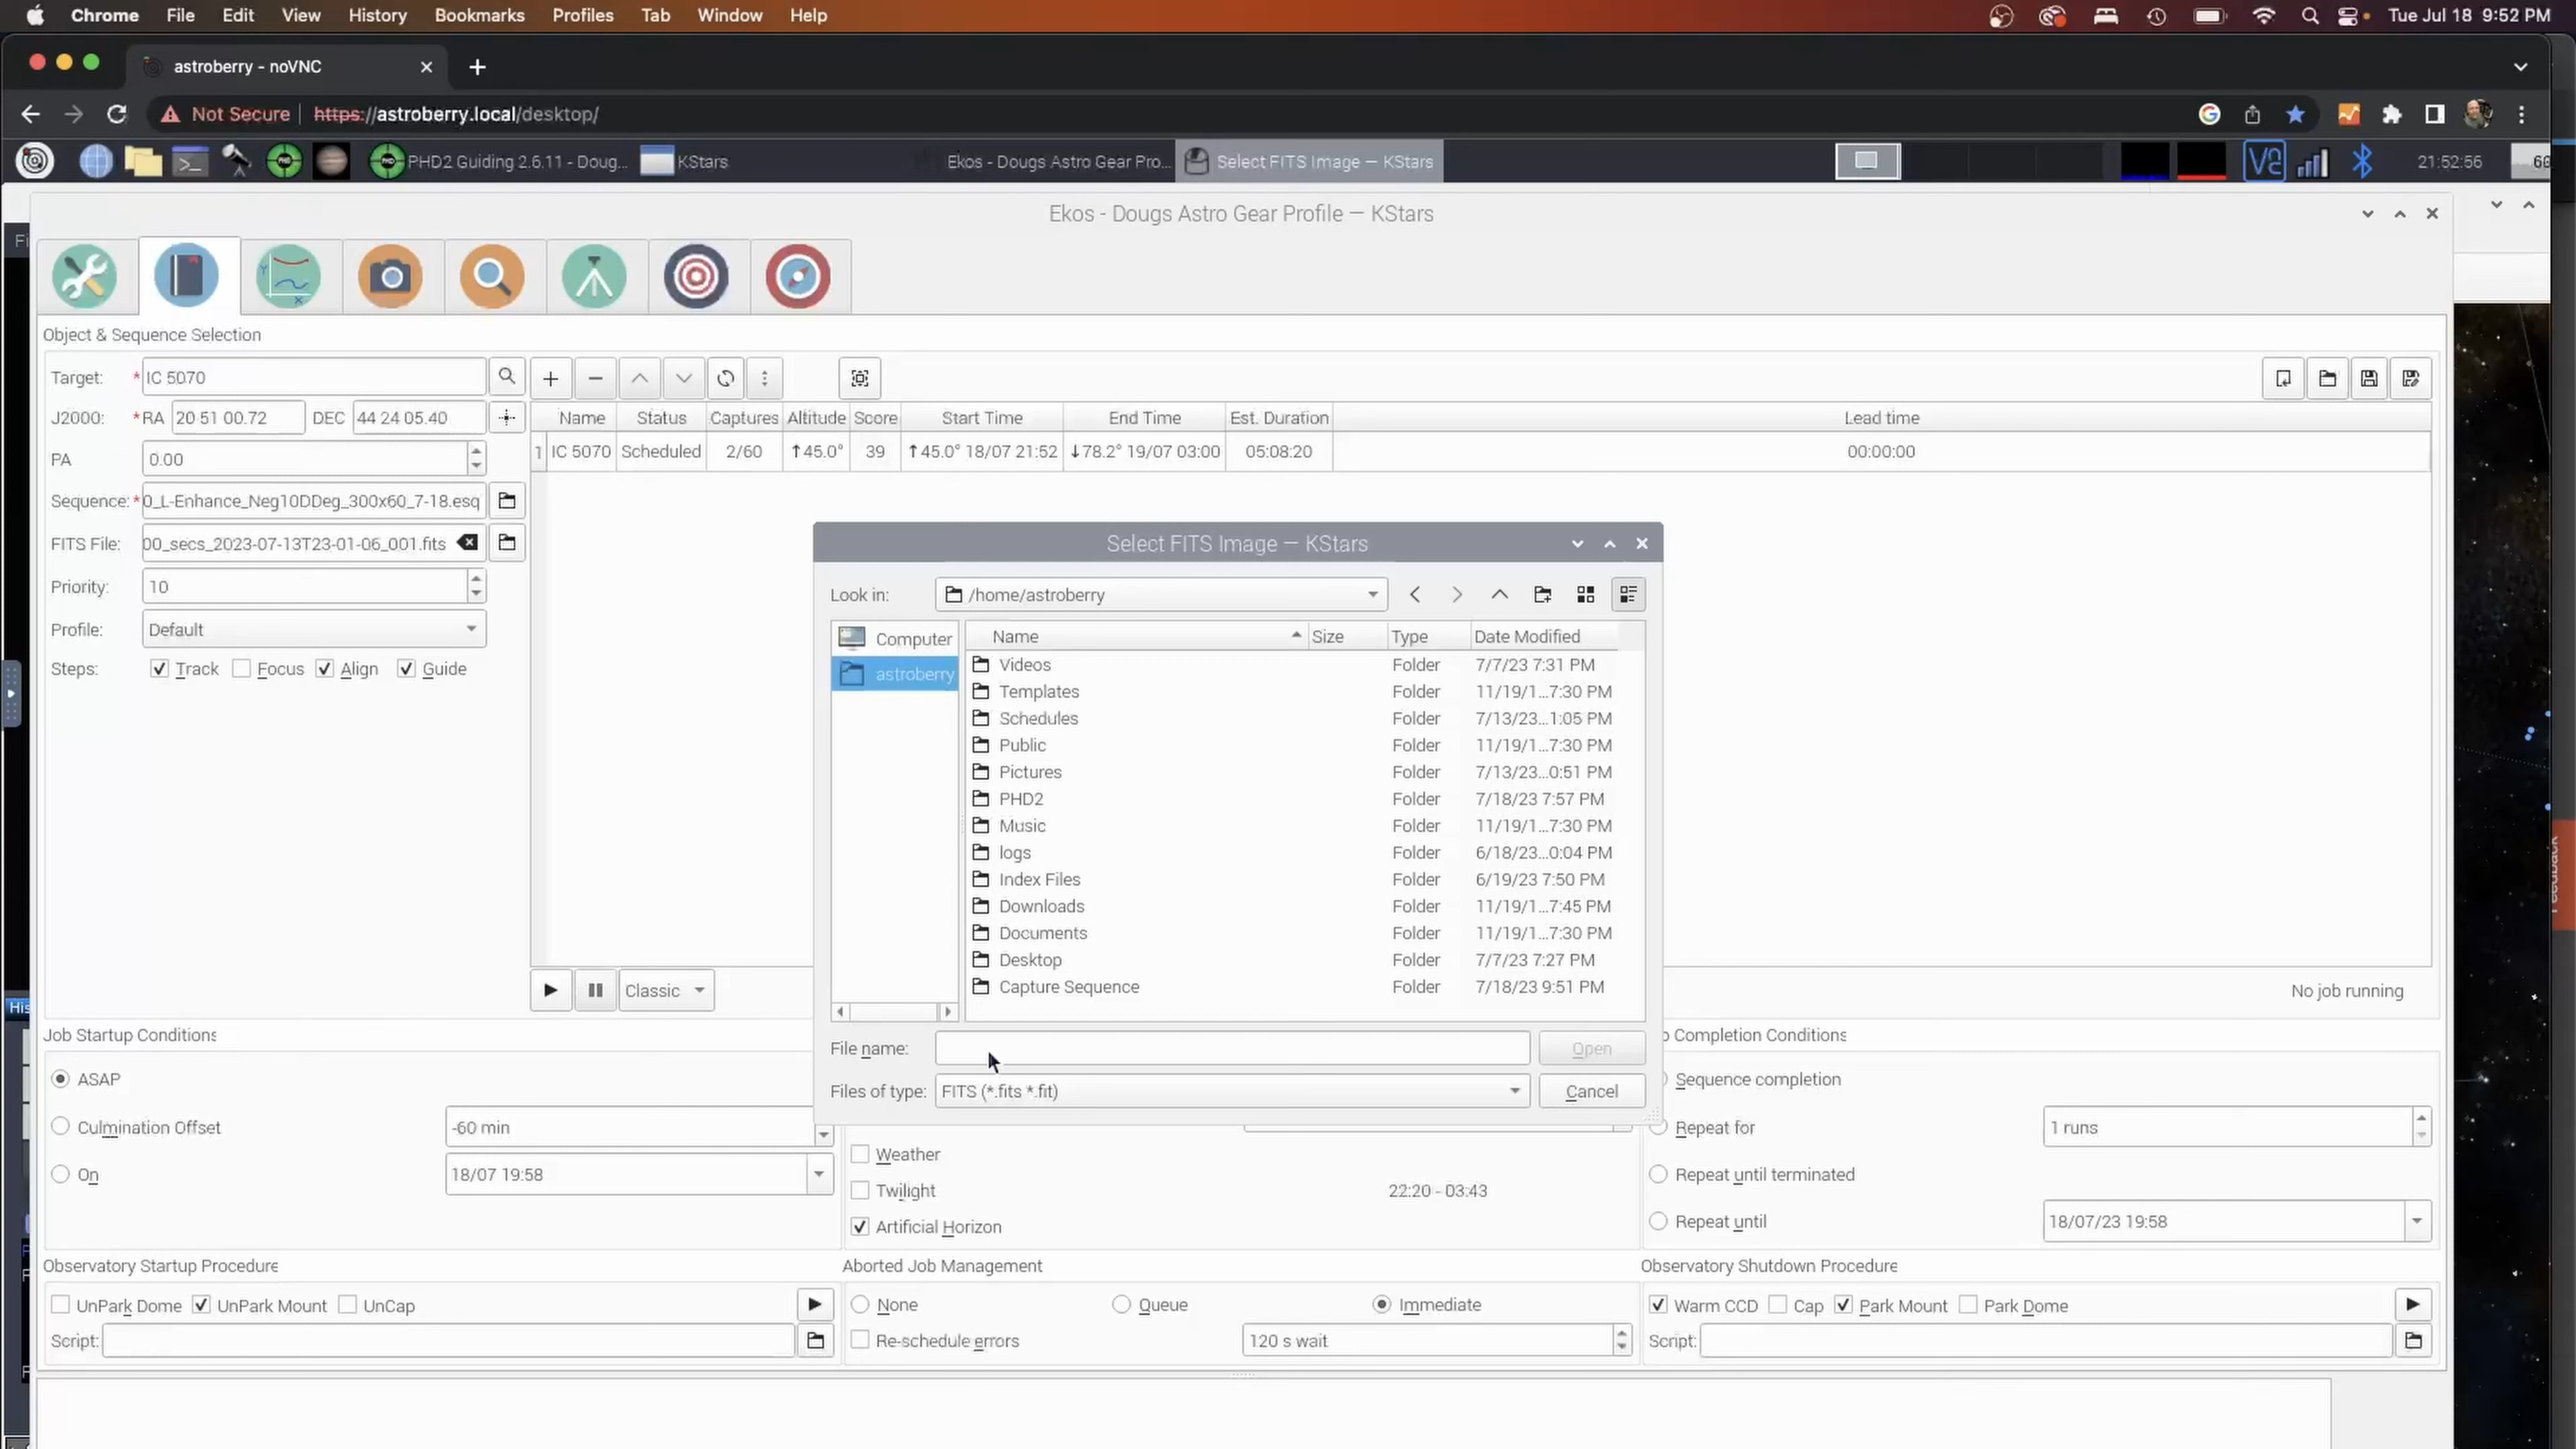 Chrome File Edit View History Bookmarks Profiles Tab Window Help Tue Jul 18 9:52 PM
astroberry - noVNC
Not Secure https://astroberry.local/desktop/
PHD2 Guiding 2.6.11 - Doug... KStars Ekos - Dougs Astro Gear Pro... Select FITS Image — KStars 21:52:56 60
Ekos - Dougs Astro Gear Profile — KStars
Object & Sequence Selection
Target: * IC 5070
J2000: * RA 20 51 00.72 DEC 44 24 05.40
PA 0.00
Sequence: * 0_L-Enhance_Neg10DDeg_300x60_7-18.esq
FITS File: 00_secs_2023-07-13T23-01-06_001.fits
Priority: 10
Profile: Default
Steps: Track Focus Align Guide
Name Status Captures Altitude Score Start Time End Time Est. Duration Lead time
1 IC 5070 Scheduled 2/60 ↑45.0° 39 ↑45.0° 18/07 21:52 ↓78.2° 19/07 03:00 05:08:20 00:00:00
Select FITS Image — KStars
Look in: /home/astroberry
Computer
astroberry
Name Size Type Date Modified
Videos Folder 7/7/23 7:31 PM
Templates Folder 11/19/1...7:30 PM
Schedules Folder 7/13/23...1:05 PM
Public Folder 11/19/1...7:30 PM
Pictures Folder 7/13/23...0:51 PM
PHD2 Folder 7/18/23 7:57 PM
Music Folder 11/19/1...7:30 PM
logs Folder 6/18/23...0:04 PM
Index Files Folder 6/19/23 7:50 PM
Downloads Folder 11/19/1...7:45 PM
Documents Folder 11/19/1...7:30 PM
Desktop Folder 7/7/23 7:27 PM
Capture Sequence Folder 7/18/23 9:51 PM
File name: Open
Files of type: FITS (*.fits *.fit) Cancel
Classic
No job running
Feedback
Job Startup Conditions
ASAP
Culmination Offset -60 min
On 18/07 19:58
Weather
Twilight 22:20 - 03:43
Artificial Horizon
Completion Conditions
Sequence completion
Repeat for 1 runs
Repeat until terminated
Repeat until 18/07/23 19:58
Observatory Startup Procedure
UnPark Dome UnPark Mount UnCap
Script:
Aborted Job Management
None Queue Immediate
Re-schedule errors 120 s wait
Observatory Shutdown Procedure
Warm CCD Cap Park Mount Park Dome
Script: